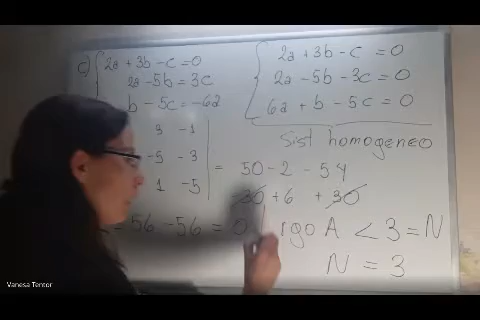 c) { 2a + 3b - c = 0
2a - 5b = 3c
b - 5c = -6a
{ 2a + 3b - c = 0
2a - 5b - 3c = 0
6a + b - 5c = 0
Sist homogeneo
3 -1
-5 -3
1 -5
= 50 - 2 - 54
- 30 + 6 + 30
= 56 - 56 = 0
rgo A < 3 = N
N = 3
Vanesa Tentor